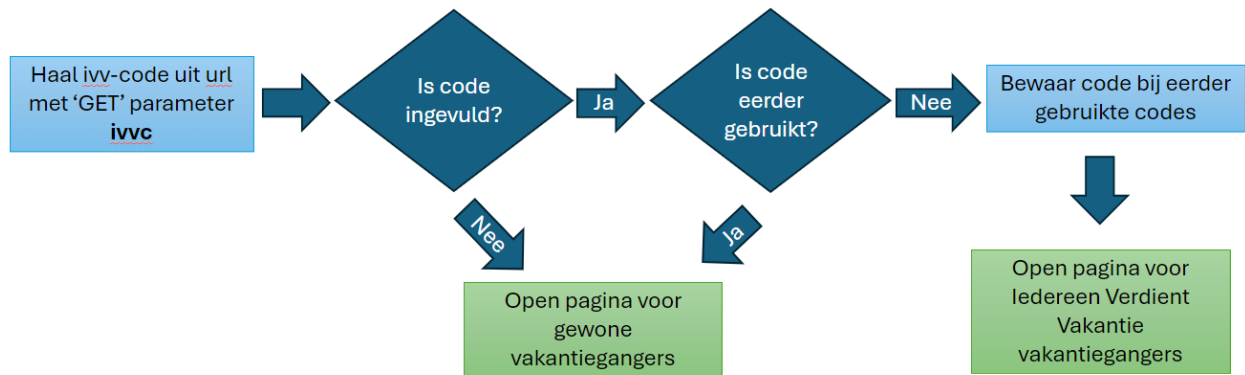 Haal ivv-code uit url
met ‘GET’ parameter
ivvc
Is code
ingevuld?
Ja
Is code
eerder
gebruikt?
Nee
Bewaar code bij eerder
gebruikte codes
Nee
Ja
Open pagina voor
gewone
vakantiegangers
Open pagina voor
Iedereen Verdient
Vakantie
vakantiegangers